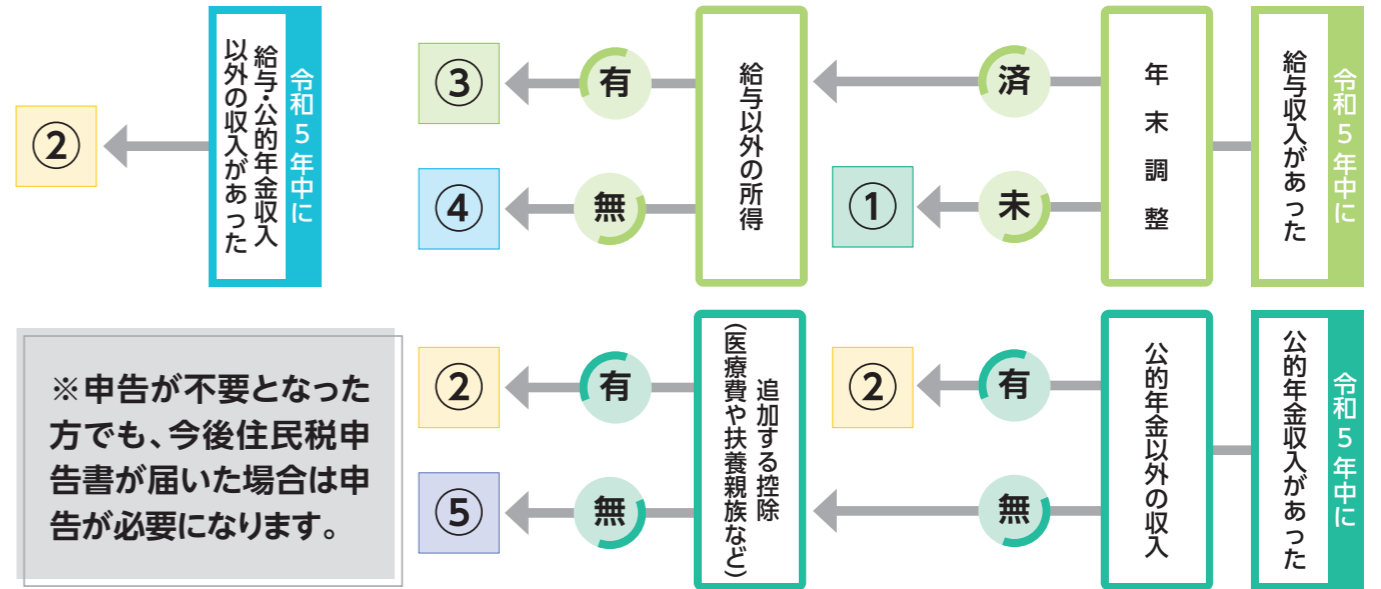 令和5年中に
給与収入があった
年末調整
済
未
①
給与以外の所得
有
③
無
④
令和5年中に
給与・公的年金収入
以外の収入があった
②
令和5年中に
公的年金収入があった
公的年金以外の収入
有
②
無
追加する控除
(医療費や扶養親族など)
有
②
無
⑤
※申告が不要となった
方でも、今後住民税申
告書が届いた場合は申
告が必要になります。